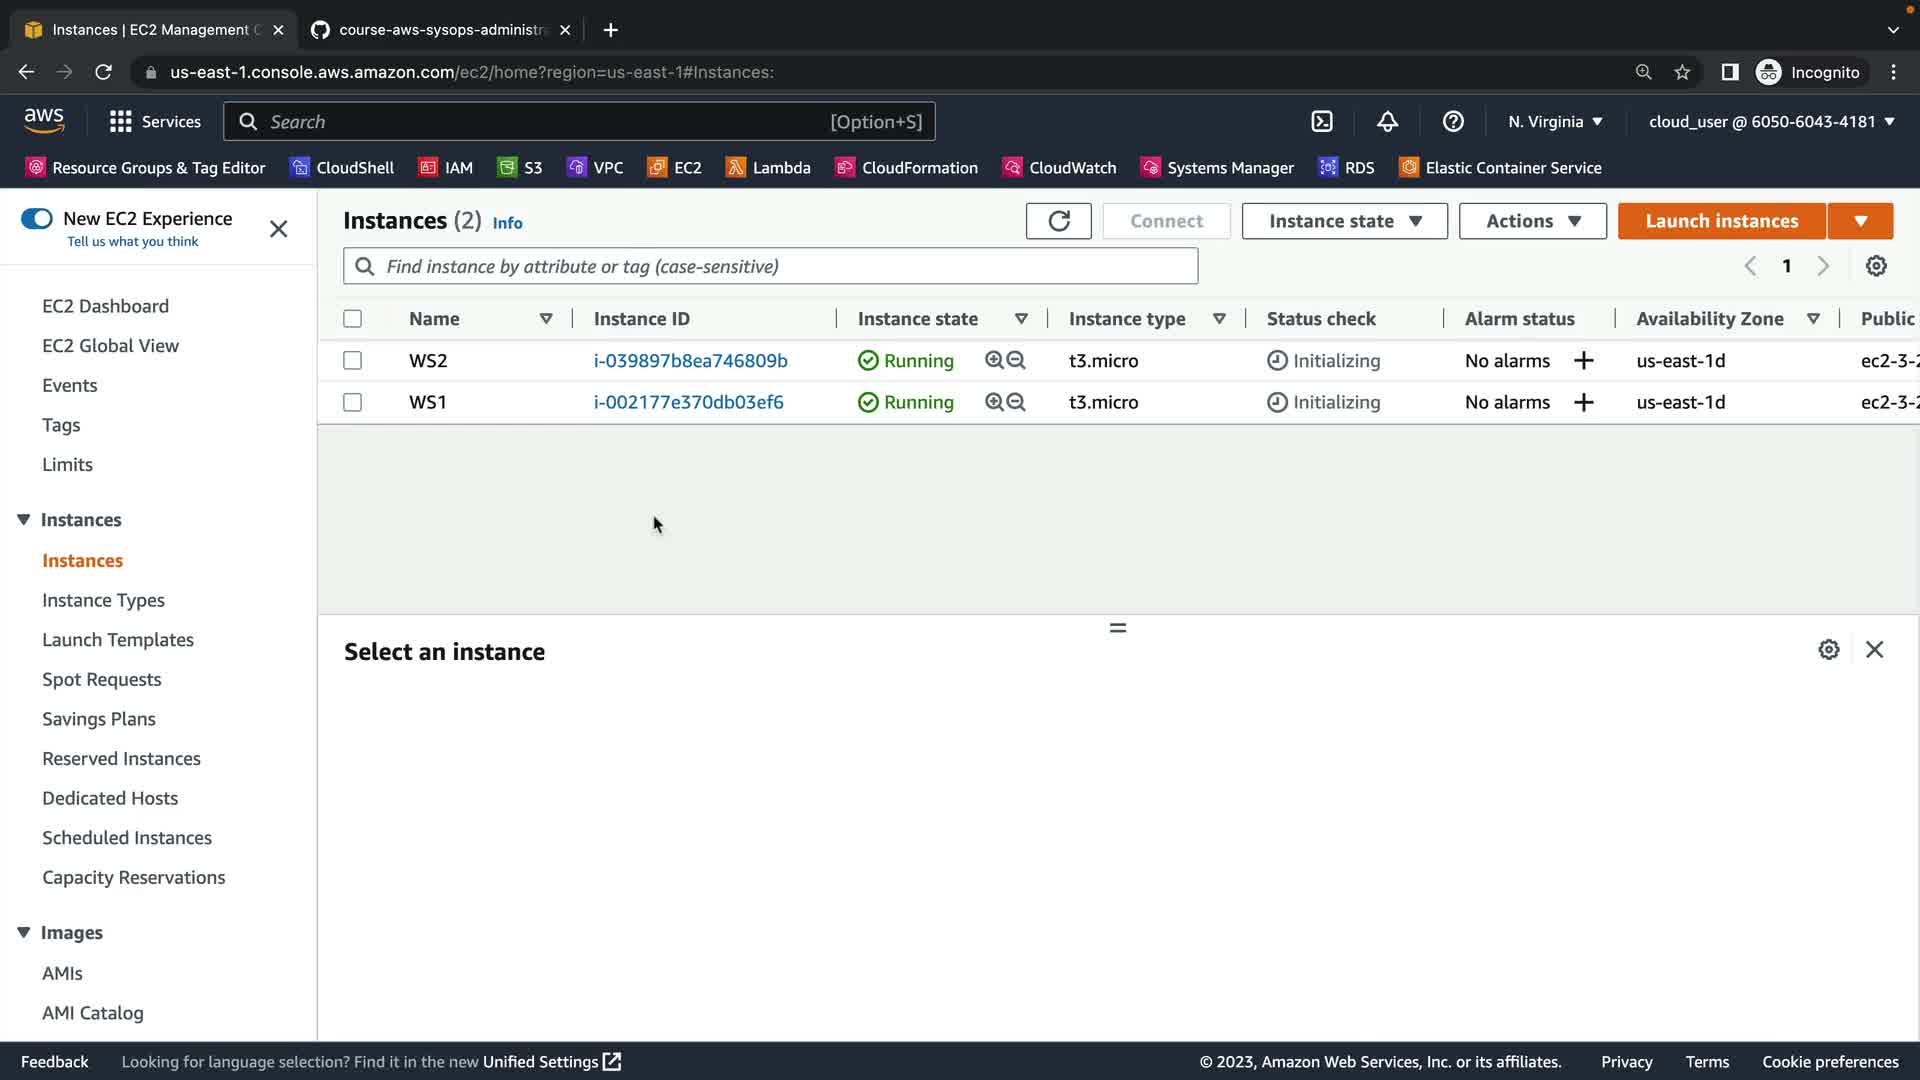 Instances | EC2 Management C
course-aws-sysops-administra
us-east-1.console.aws.amazon.com/ec2/home?region=us-east-1#Instances:
Incognito
aws
Services
Search
[Option+S]
N. Virginia
cloud_user @ 6050-6043-4181
Resource Groups & Tag Editor
CloudShell
IAM
S3
VPC
EC2
Lambda
CloudFormation
CloudWatch
Systems Manager
RDS
Elastic Container Service
New EC2 Experience
Tell us what you think
EC2 Dashboard
EC2 Global View
Events
Tags
Limits
Instances
Instances
Instance Types
Launch Templates
Spot Requests
Savings Plans
Reserved Instances
Dedicated Hosts
Scheduled Instances
Capacity Reservations
Images
AMIs
AMI Catalog
Instances (2) Info
Connect
Instance state
Actions
Launch instances
Find instance by attribute or tag (case-sensitive)
1
Name Instance ID Instance state Instance type Status check Alarm status Availability Zone Public
WS2 i-039897b8ea746809b Running t3.micro Initializing No alarms us-east-1d ec2-3-2
WS1 i-002177e370db03ef6 Running t3.micro Initializing No alarms us-east-1d ec2-3-2
Select an instance
Feedback
Looking for language selection? Find it in the new Unified Settings
© 2023, Amazon Web Services, Inc. or its affiliates.
Privacy
Terms
Cookie preferences